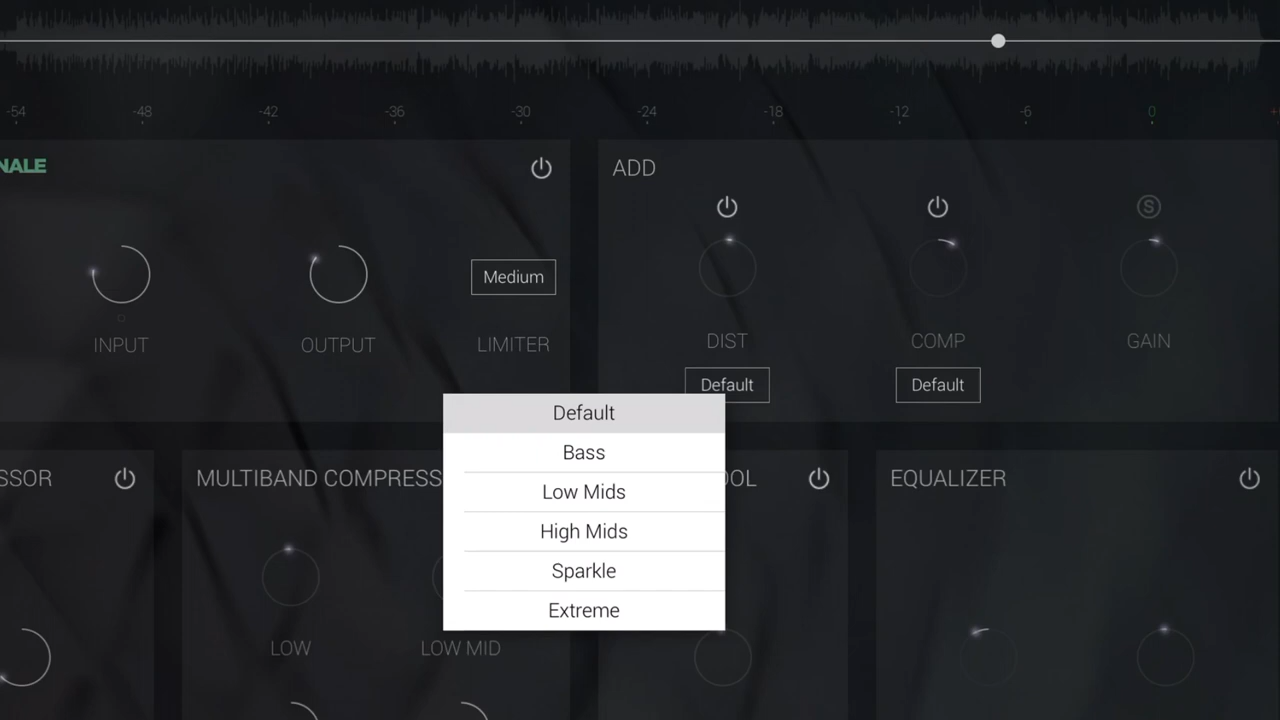 -54 -48 -42 -36 -30 -24 -18 -12 -6 0
NALE
ADD
S
Medium
INPUT OUTPUT LIMITER
DIST COMP GAIN
Default Default
Default
Bass
Low Mids
High Mids
Sparkle
Extreme
SSOR MULTIBAND COMPRESS OOL EQUALIZER
LOW LOW MID